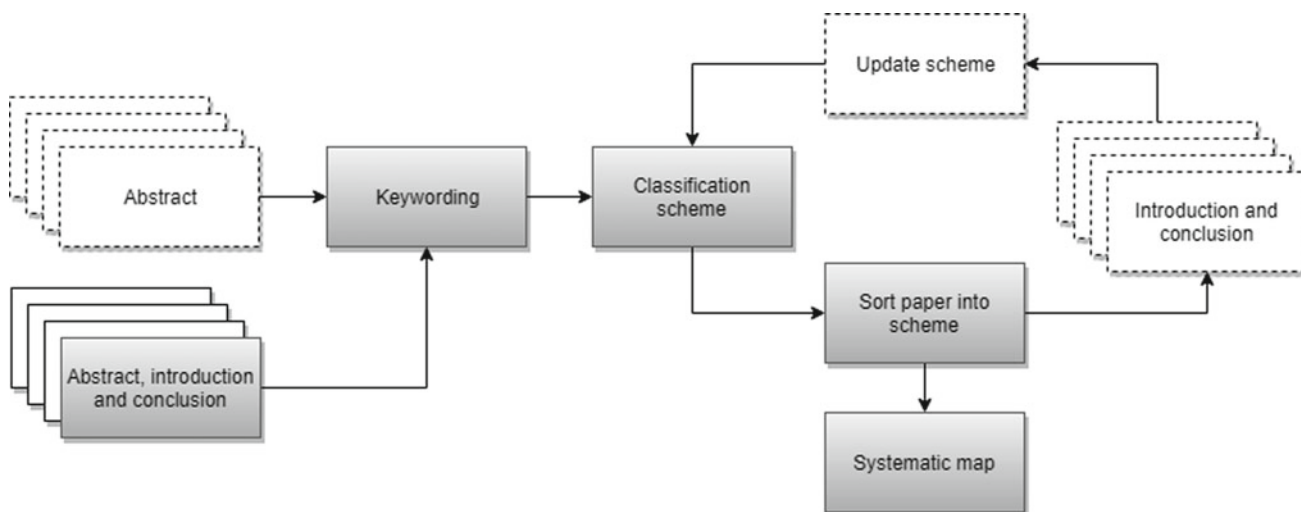 Update scheme
Abstract
Keywording
Classification
scheme
Introduction and
conclusion
Sort paper into
scheme
Abstract, introduction
and conclusion
Systematic map